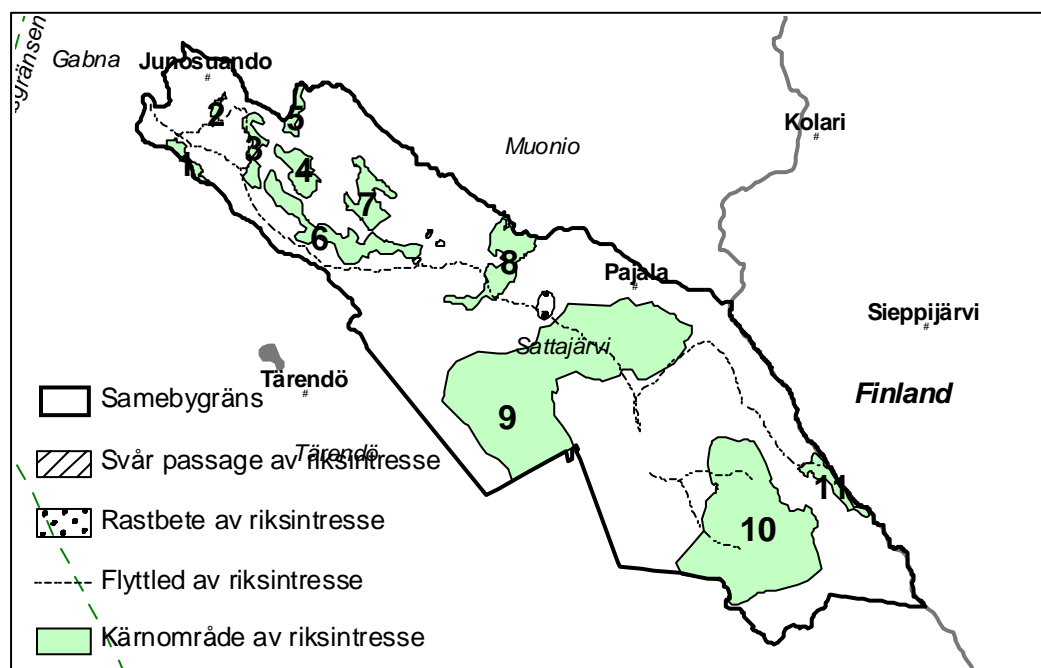 sgränsen
Gabna
Junosuando
2
5
Kolari
3
Muonio
1
4
7
6
8
Pajala
Sieppijärvi
Sattajärvi
Tärendö
Finland
Samebygräns
9
Tärendö
Svår passage av riksintresse
11
10
Rastbete av riksintresse
Flyttled av riksintresse
Kärnområde av riksintresse